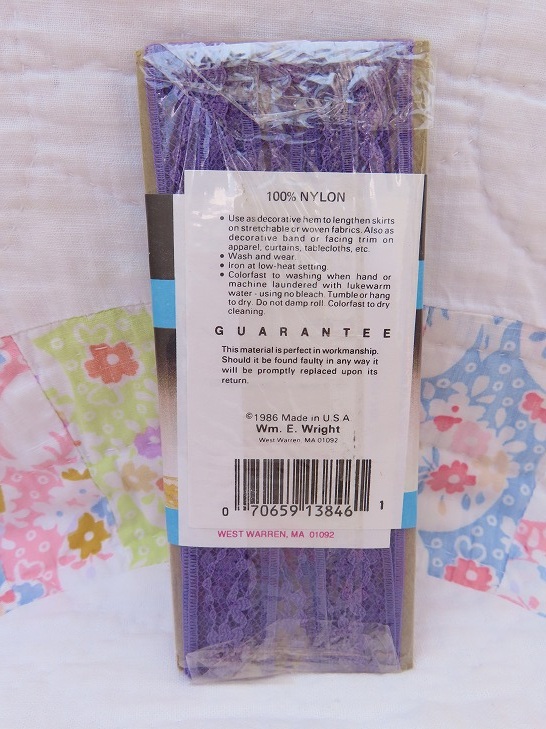 100% NYLON
● Use as decorative hem to lengthen skirts
on stretchable or woven fabrics. Also as
decorative band or facing trim on
apparel, curtains, tablecloths, etc.
● Wash and wear.
● Iron at low-heat setting.
● Colorfast to washing when hand or
machine laundered with lukewarm
water - using no bleach. Tumble or hang
to dry. Do not damp roll. Colorfast to dry
cleaning.
GUARANTEE
This material is perfect in workmanship.
Should it be found faulty in any way it
will be promptly replaced upon its
return.
©1986 Made in U.S.A
Wm. E. Wright
West Warren, MA 01092
0 70659 13846 1
WEST WARREN, MA 01092